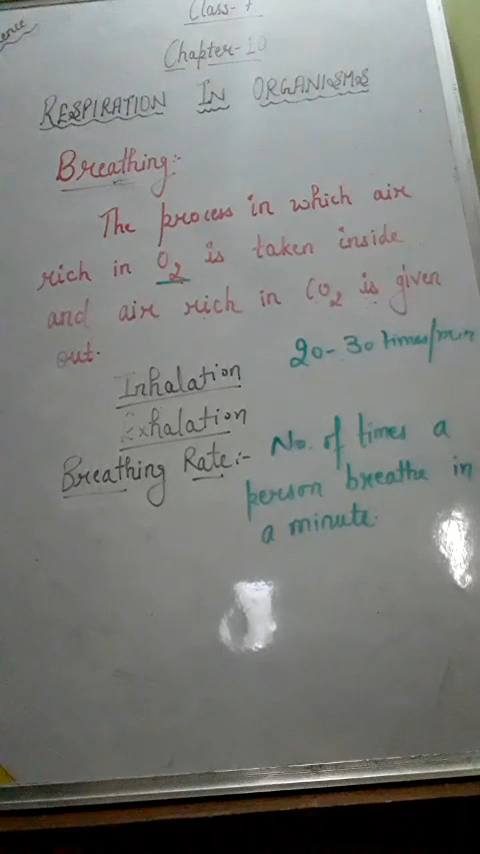 Class-7
Chapter-10
RESPIRATION IN ORGANISMS
Breathing:-
The process in which air
rich in O2 is taken inside
and air rich in CO2 is given
out.
20-30 times/min
Inhalation
Exhalation
Breathing Rate:- No. of times a
person breathe in
a minute.